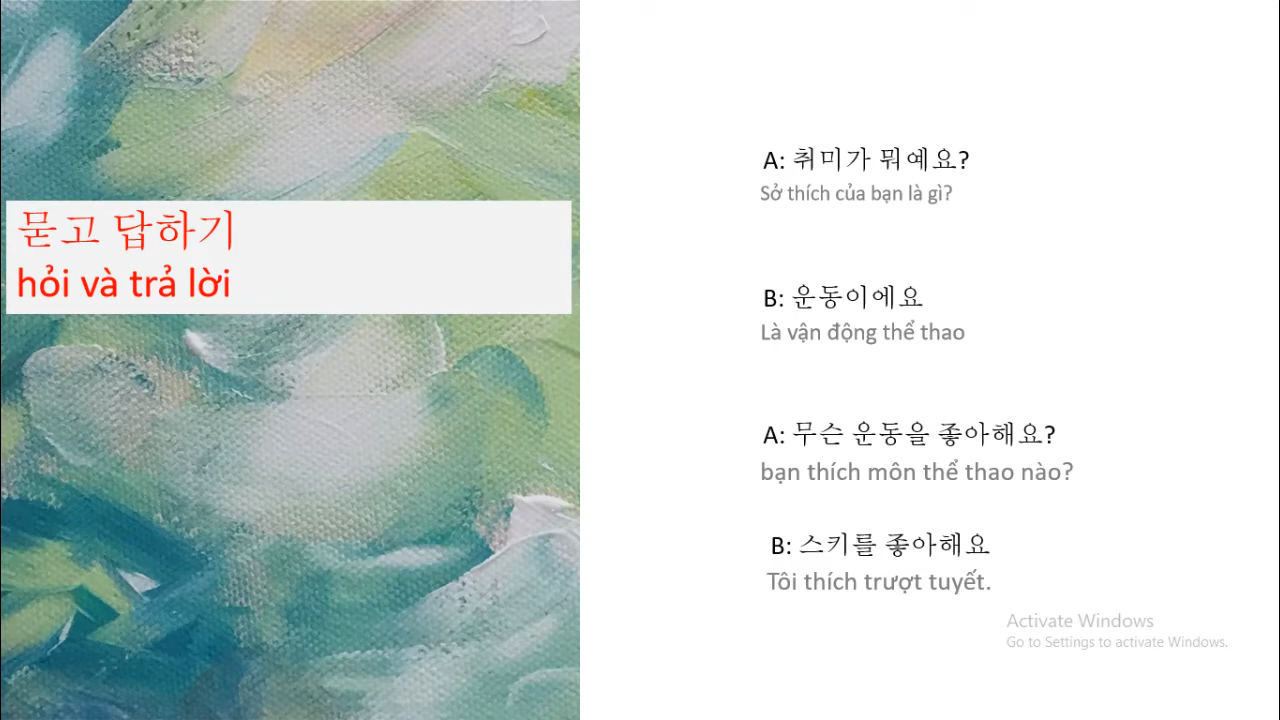 묻고 답하기
hỏi và trả lời
A: 취미가 뭐예요?
Sở thích của bạn là gì?
B: 운동이에요
Là vận động thể thao
A: 무슨 운동을 좋아해요?
bạn thích môn thể thao nào?
B: 스키를 좋아해요
Tôi thích trượt tuyết.
Activate Windows
Go to Settings to activate Windows.